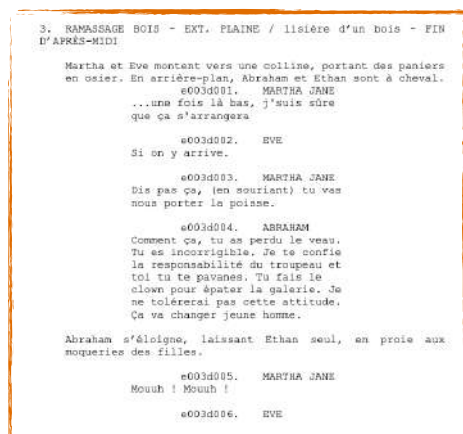 3. RAMASSAGE BOIS - EXT. PLAINE / lisière d'un bois - FIN
D'APRÈS-MIDI
Martha et Eve montent vers une colline, portant des paniers
en osier. En arrière-plan, Abraham et Ethan sont à cheval.
e003d001. MARTHA JANE
...une fois là bas, j'suis sûre
que ça s'arrangera
e003d002. EVE
Si on y arrive.
e003d003. MARTHA JANE
Dis pas ça, (en souriant) tu vas
nous porter la poisse.
e003d004. ABRAHAM
Comment ça, tu as perdu le veau.
Tu es incorrigible. Je te confie
la responsabilité du troupeau et
toi tu te pavanes. Tu fais le
clown pour épater la galerie. Je
ne tolérerai pas cette attitude.
Ça va changer jeune homme.
Abraham s'éloigne, laissant Ethan seul, en proie aux
moqueries des filles.
e003d005. MARTHA JANE
Mouuh ! Mouuh !
e003d006. EVE